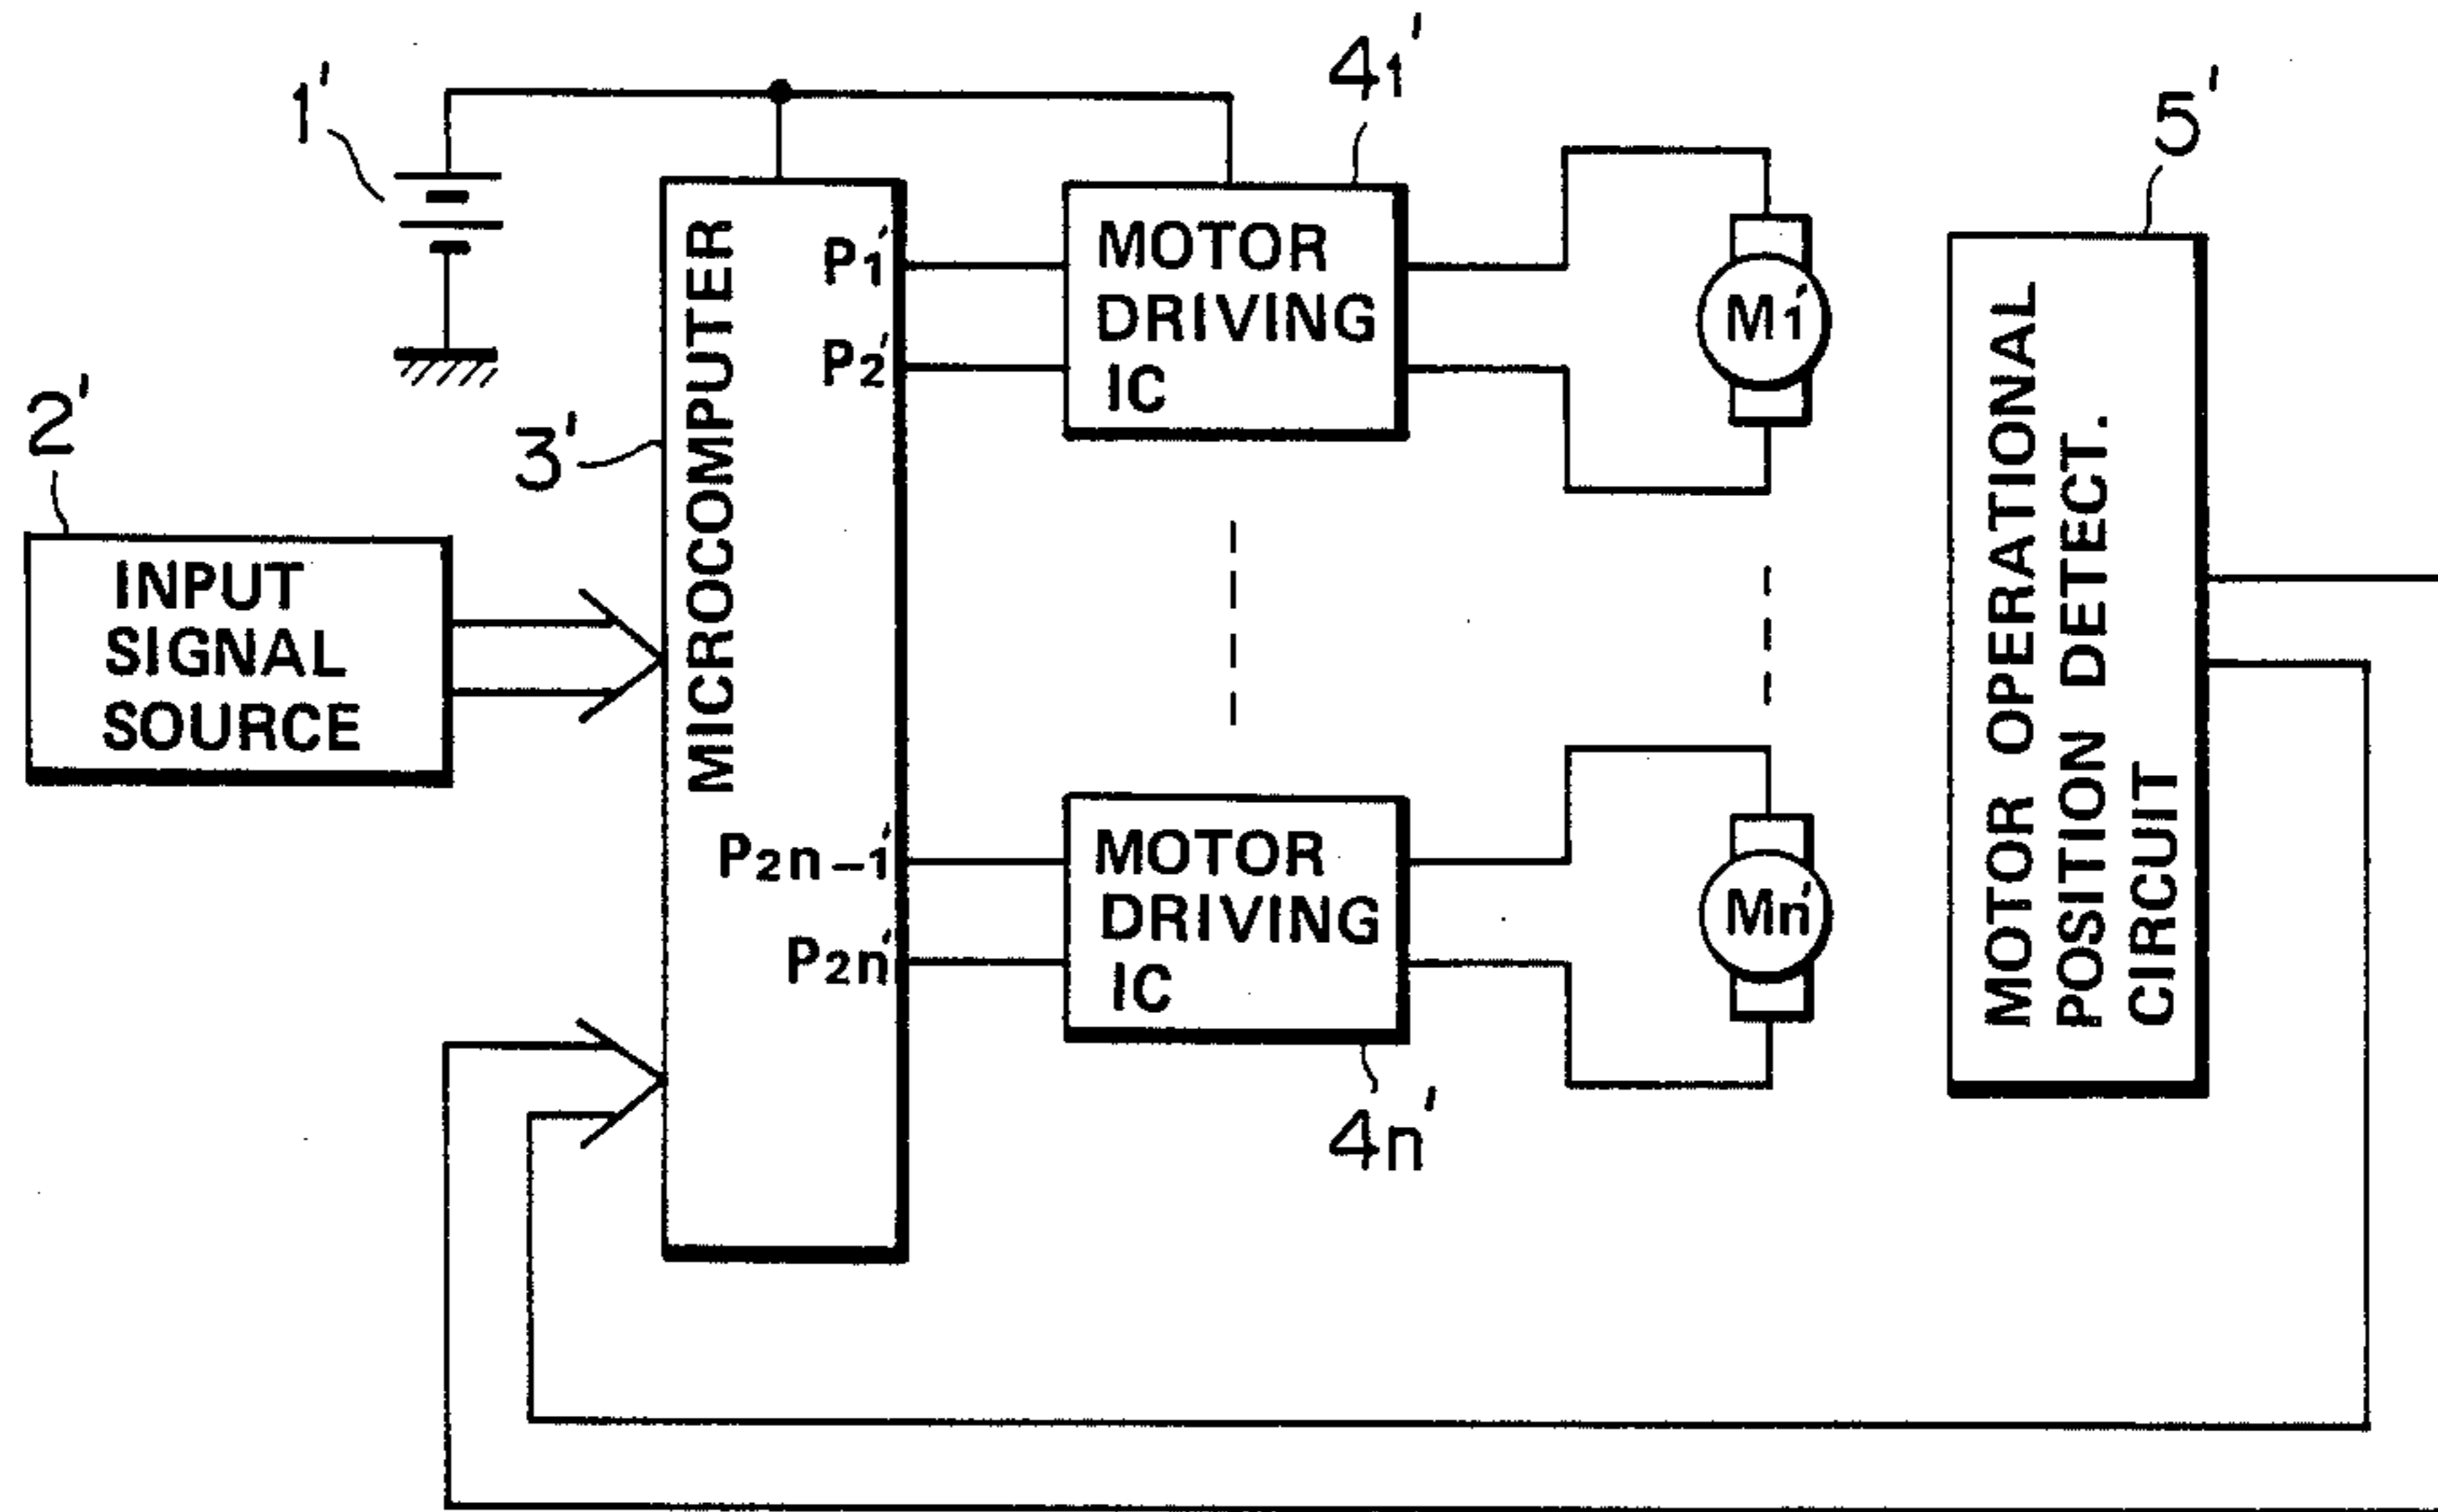 1'
2'
INPUT
SIGNAL
SOURCE
3'
MICROCOMPUTER
P1'
P2'
P2n-1'
P2n'
41'
MOTOR
DRIVING
IC
M1'
MOTOR
DRIVING
IC
4n'
Mn'
5'
MOTOR OPERATIONAL
POSITION DETECT.
CIRCUIT